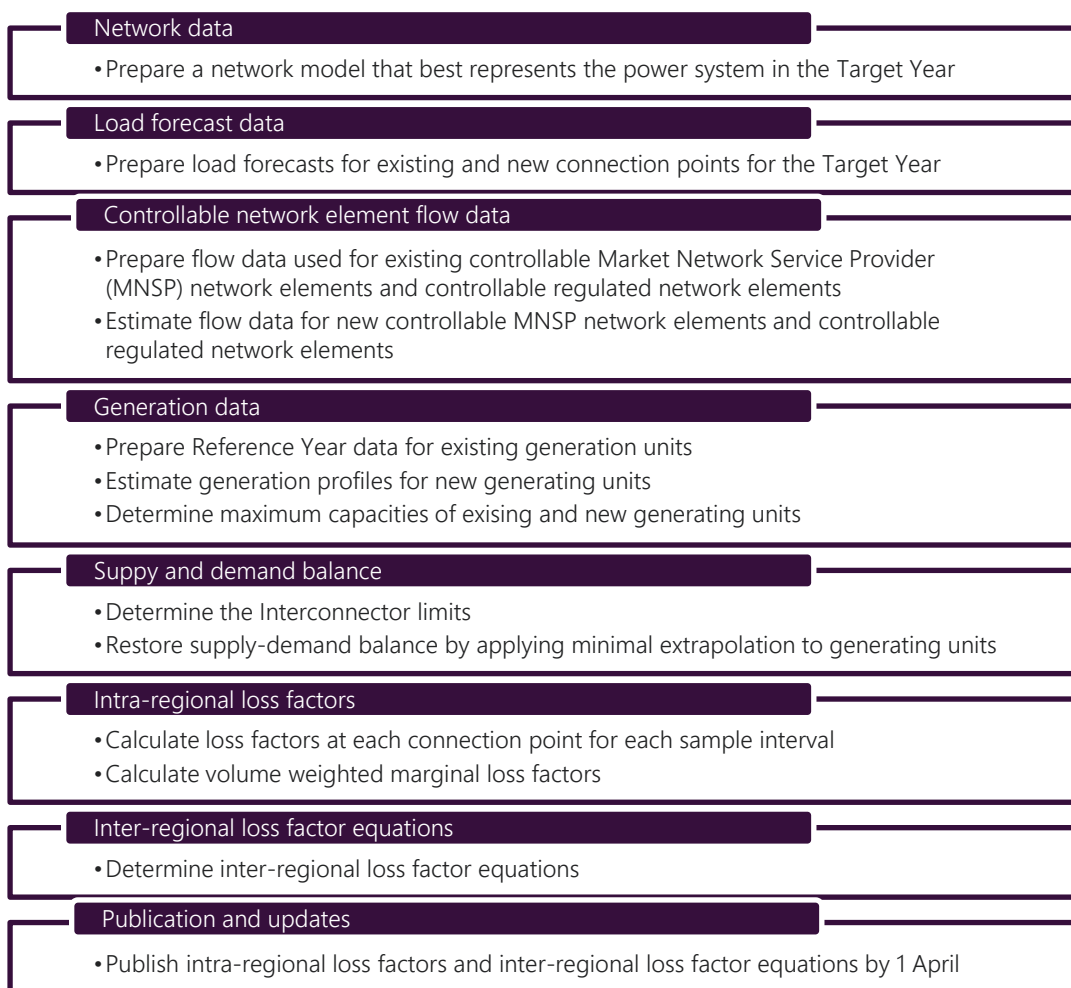 Network data
•Prepare a network model that best represents the power system in the Target Year
Load forecast data
•Prepare load forecasts for existing and new connection points for the Target Year
Controllable network element flow data
•Prepare flow data used for existing controllable Market Network Service Provider
(MNSP) network elements and controllable regulated network elements
•Estimate flow data for new controllable MNSP network elements and controllable
regulated network elements
Generation data
•Prepare Reference Year data for existing generation units
•Estimate generation profiles for new generating units
•Determine maximum capacities of exising and new generating units
Suppy and demand balance
•Determine the Interconnector limits
•Restore supply-demand balance by applying minimal extrapolation to generating units
Intra-regional loss factors
•Calculate loss factors at each connection point for each sample interval
•Calculate volume weighted marginal loss factors
Inter-regional loss factor equations
•Determine inter-regional loss factor equations
Publication and updates
•Publish intra-regional loss factors and inter-regional loss factor equations by 1 April